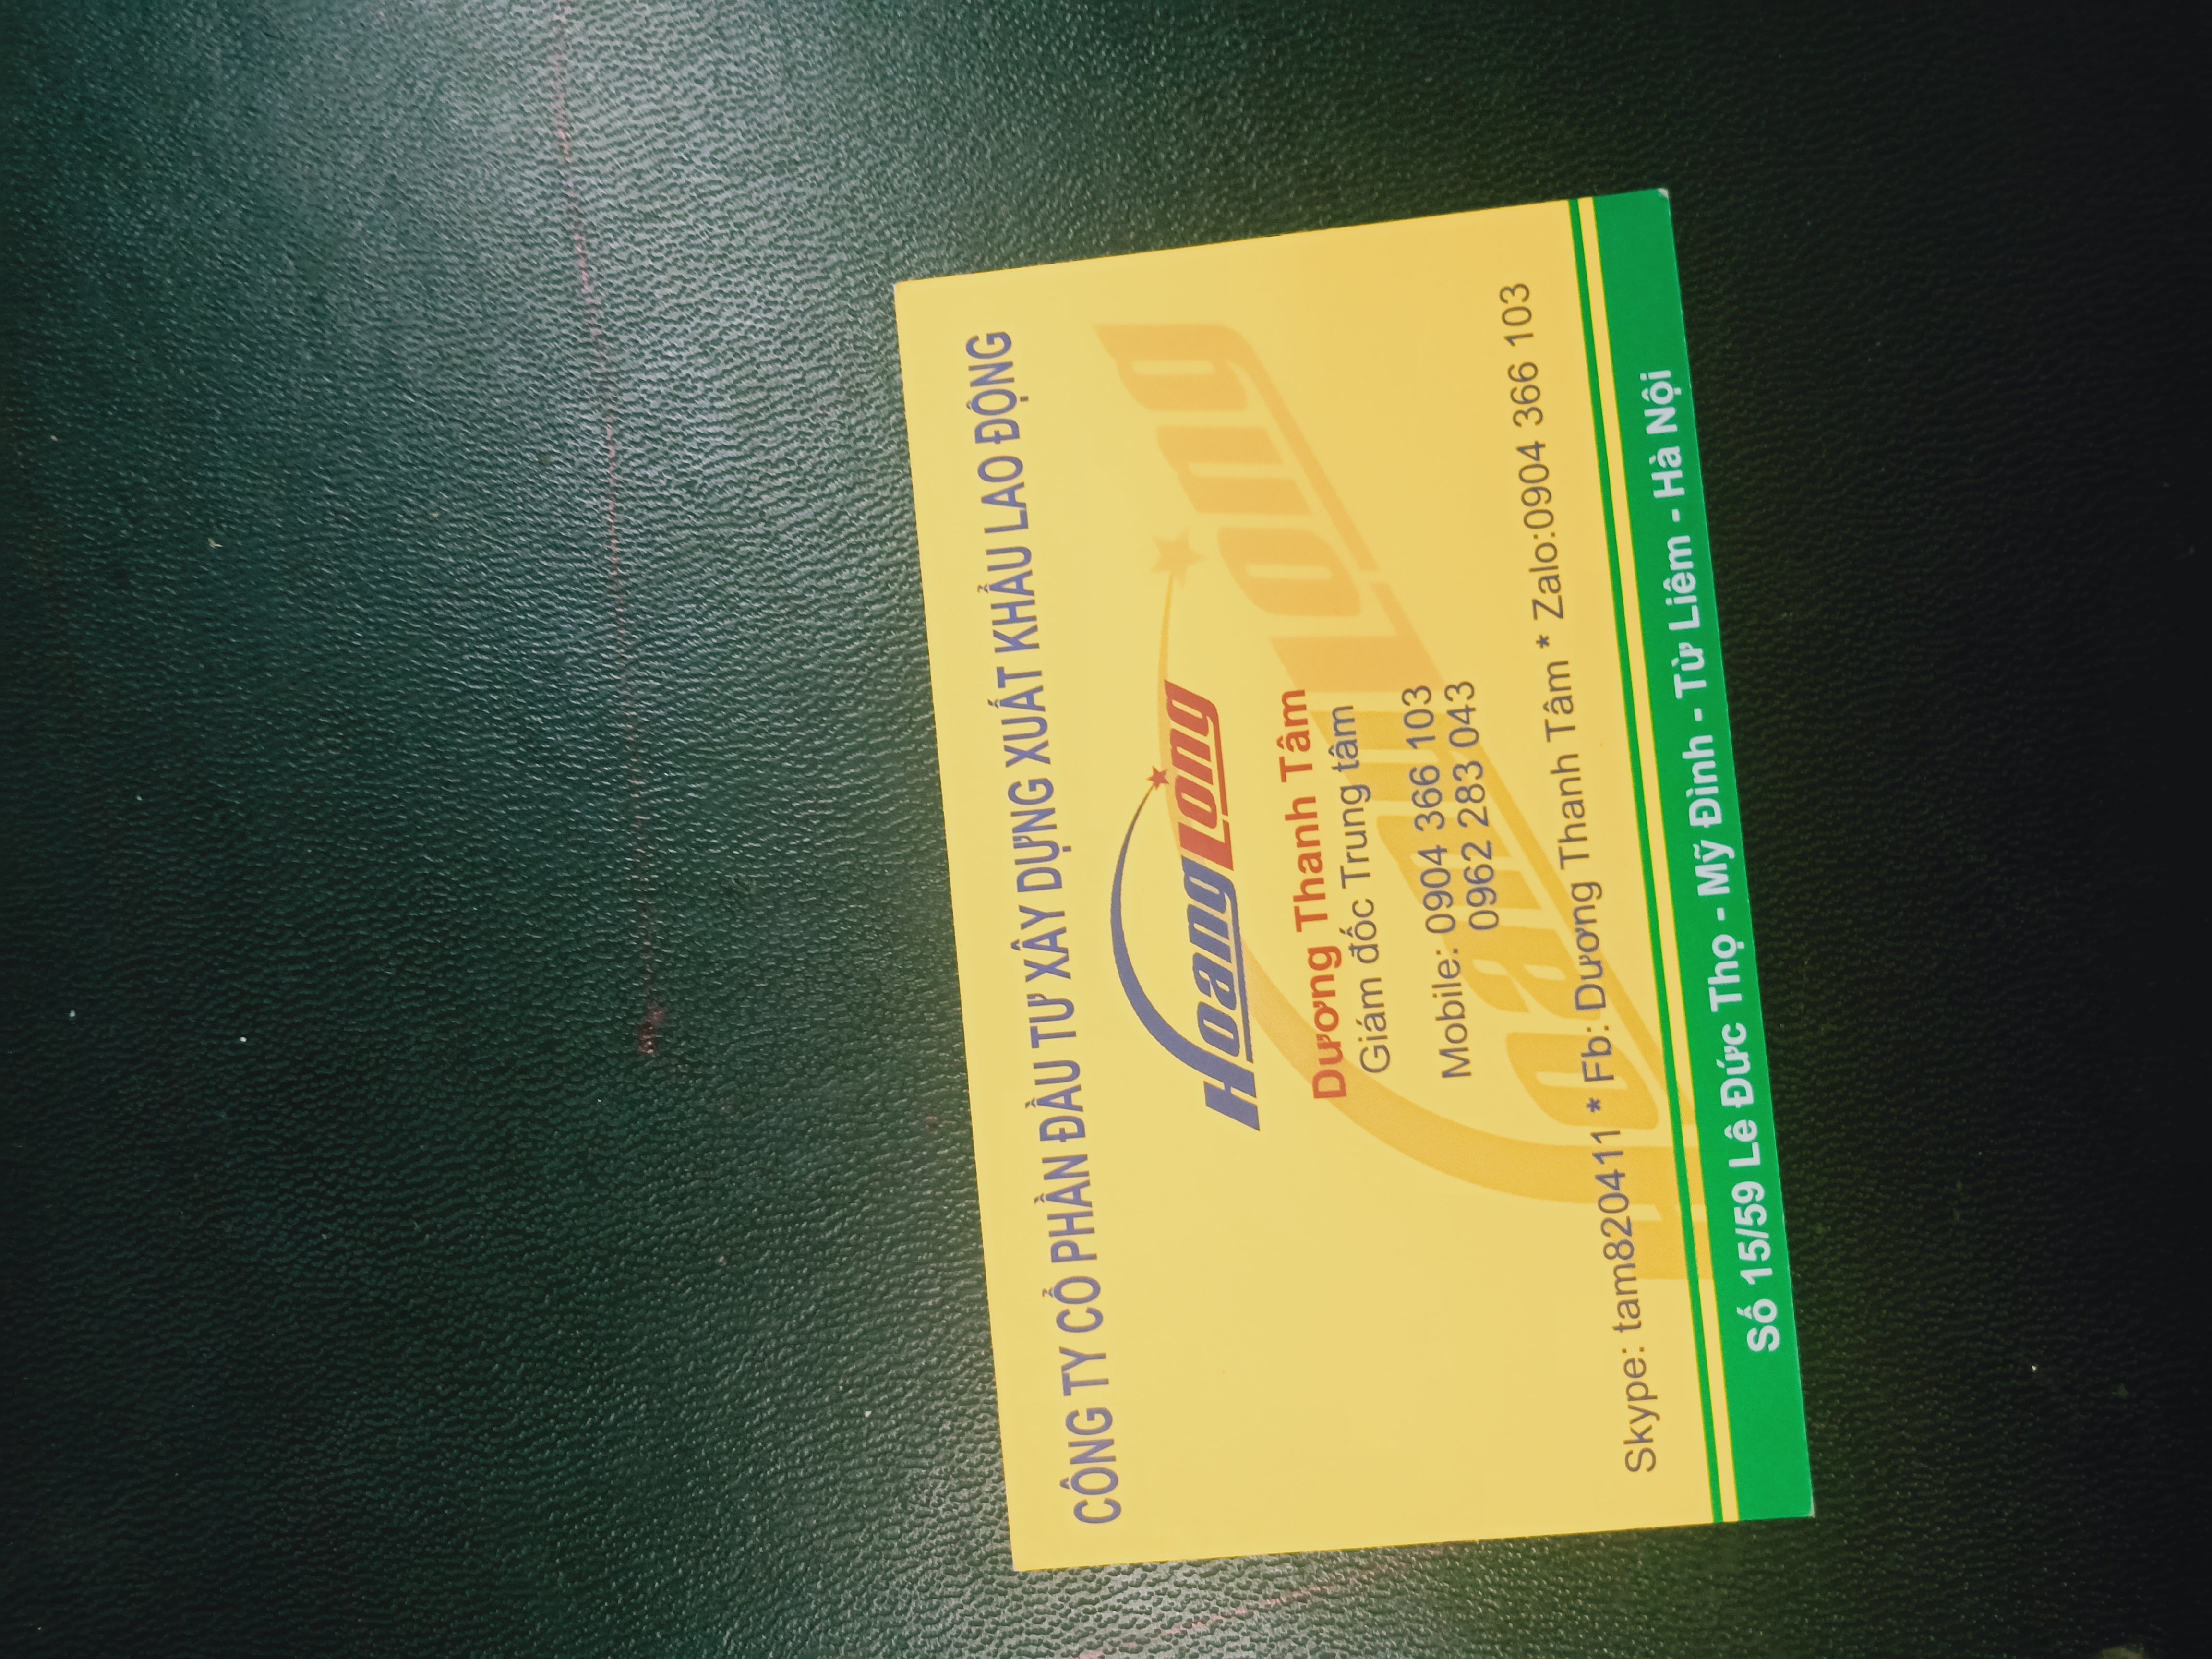 CÔNG TY CỔ PHẦN ĐẦU TƯ XÂY DỰNG XUẤT KHẨU LAO ĐỘNG
HoangLong
Dương Thanh Tâm
Giám đốc Trung tâm
Mobile: 0904 366 103
0962 283 043
Skype: tam820411 * Fb: Dương Thanh Tâm * Zalo:0904 366 103
Số 15/59 Lê Đức Thọ - Mỹ Đình - Từ Liêm - Hà Nội